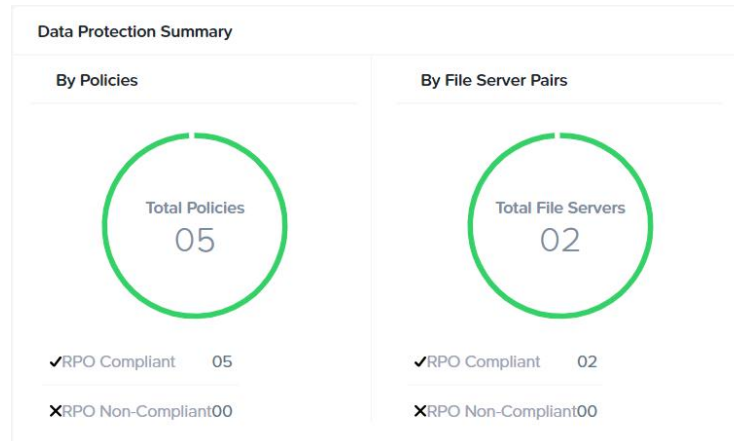 Data Protection Summary
By Policies
Total Policies
05
✓RPO Compliant 05
✕RPO Non-Compliant00
By File Server Pairs
Total File Servers
02
✓RPO Compliant 02
✕RPO Non-Compliant00